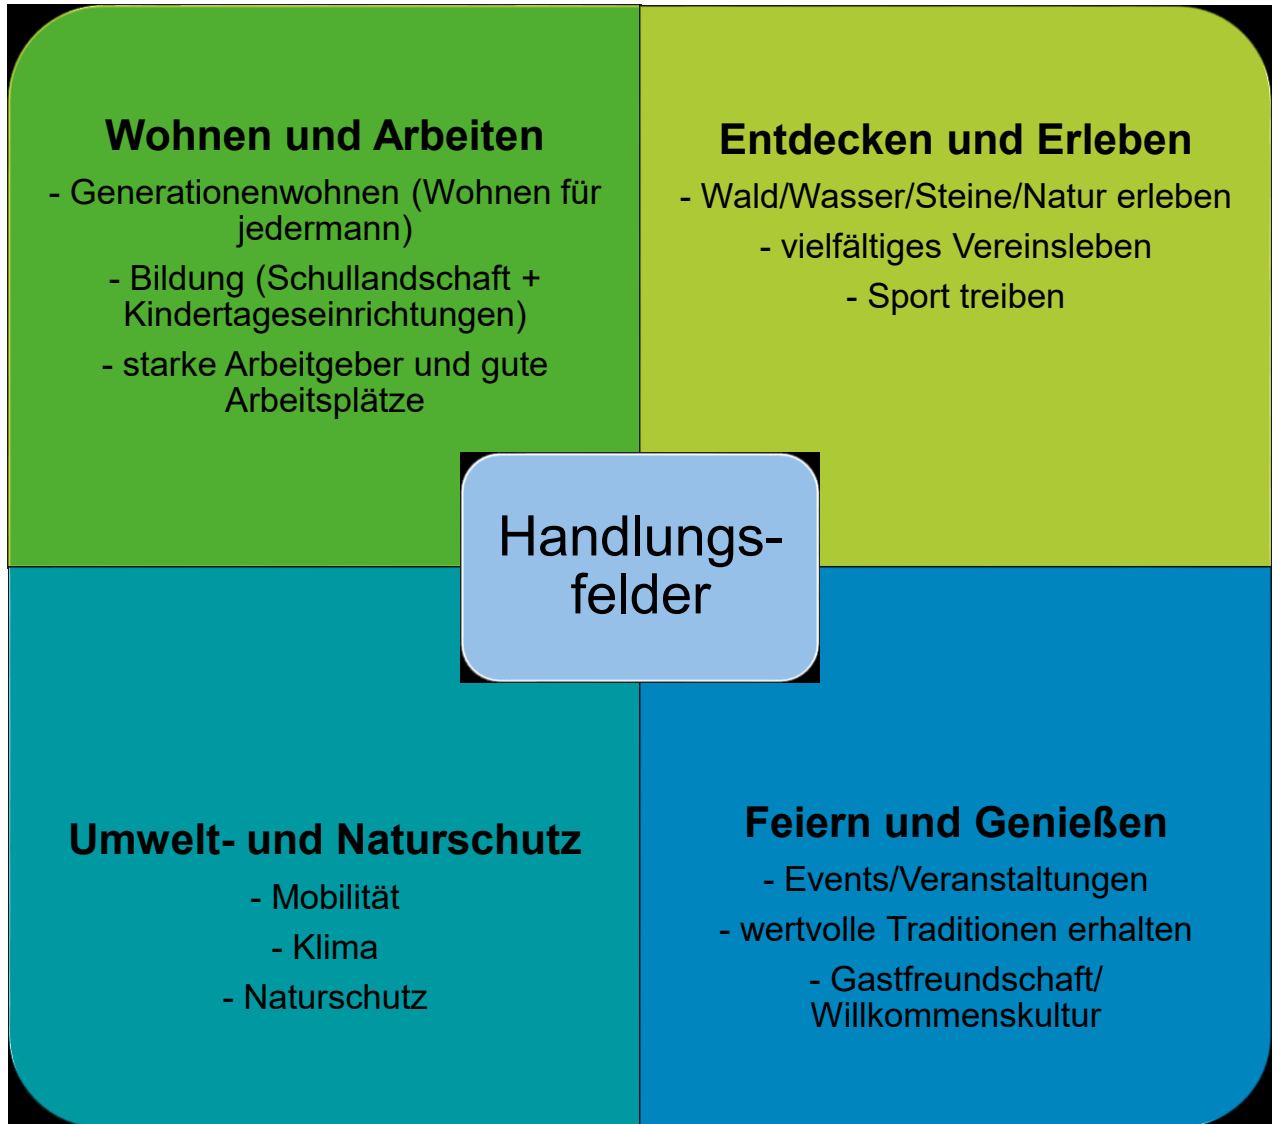 Wohnen und Arbeiten
- Generationenwohnen (Wohnen für
jedermann)
- Bildung (Schullandschaft +
Kindertageseinrichtungen)
- starke Arbeitgeber und gute
Arbeitsplätze
Entdecken und Erleben
- Wald/Wasser/Steine/Natur erleben
- vielfältiges Vereinsleben
- Sport treiben
Handlungs-
felder
Umwelt- und Naturschutz
- Mobilität
- Klima
- Naturschutz
Feiern und Genießen
- Events/Veranstaltungen
- wertvolle Traditionen erhalten
- Gastfreundschaft/
Willkommenskultur